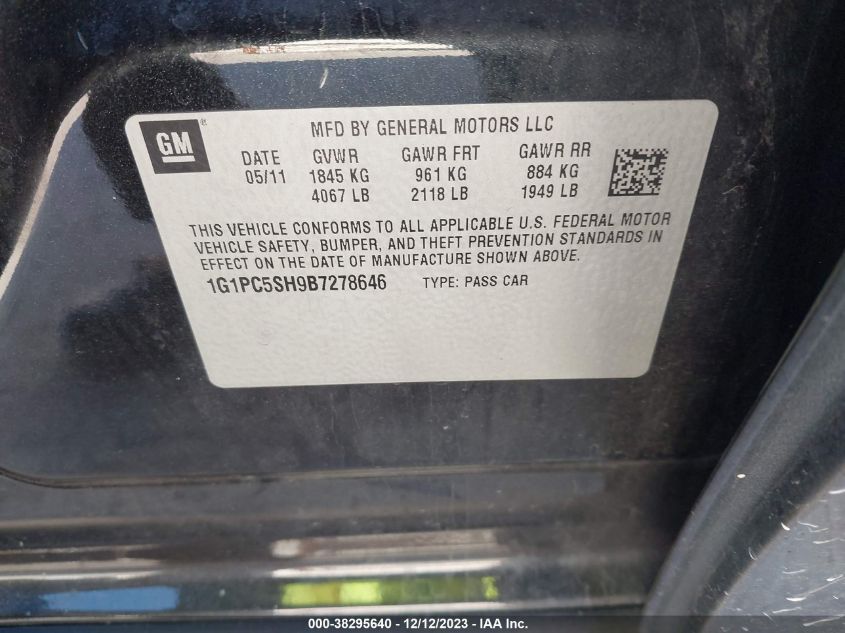 GM®
MFD BY GENERAL MOTORS LLC
DATE GVWR GAWR FRT GAWR RR
05/11 1845 KG 961 KG 884 KG
4067 LB 2118 LB 1949 LB
THIS VEHICLE CONFORMS TO ALL APPLICABLE U.S. FEDERAL MOTOR
VEHICLE SAFETY, BUMPER, AND THEFT PREVENTION STANDARDS IN
EFFECT ON THE DATE OF MANUFACTURE SHOWN ABOVE.
1G1PC5SH9B7278646 TYPE: PASS CAR
000-38295640 - 12/12/2023 - IAA Inc.